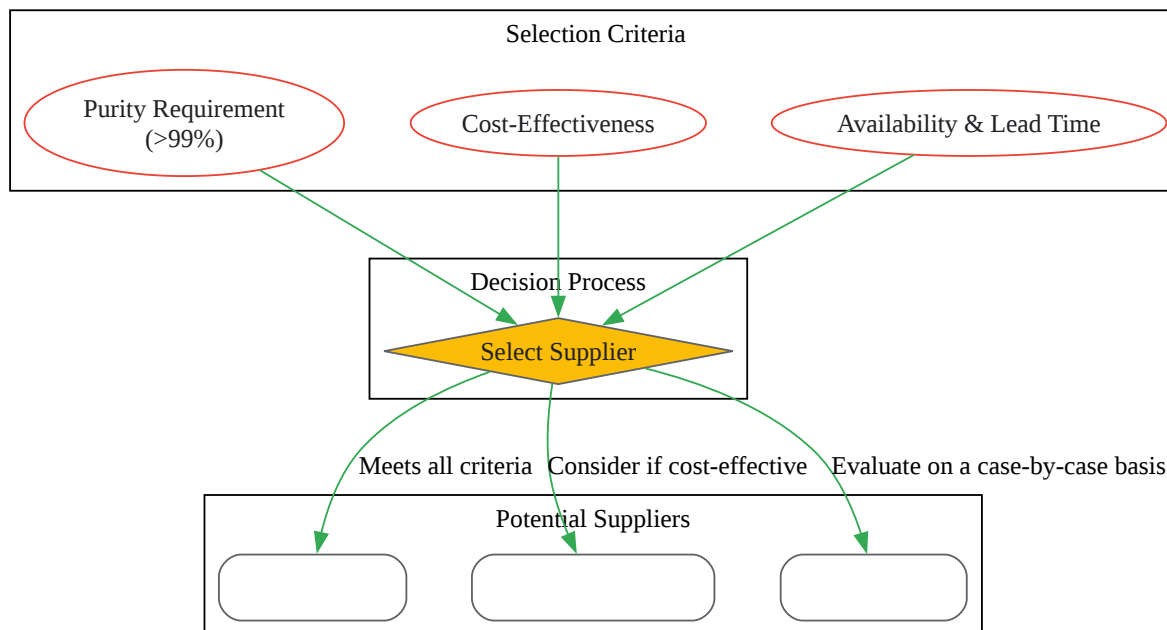 Selection Criteria
Purity Requirement
(>99%)
Cost-Effectiveness
Availability & Lead Time
Decision Process
Select Supplier
Meets all criteria
Consider if cost-effective
Evaluate on a case-by-case basis
Potential Suppliers